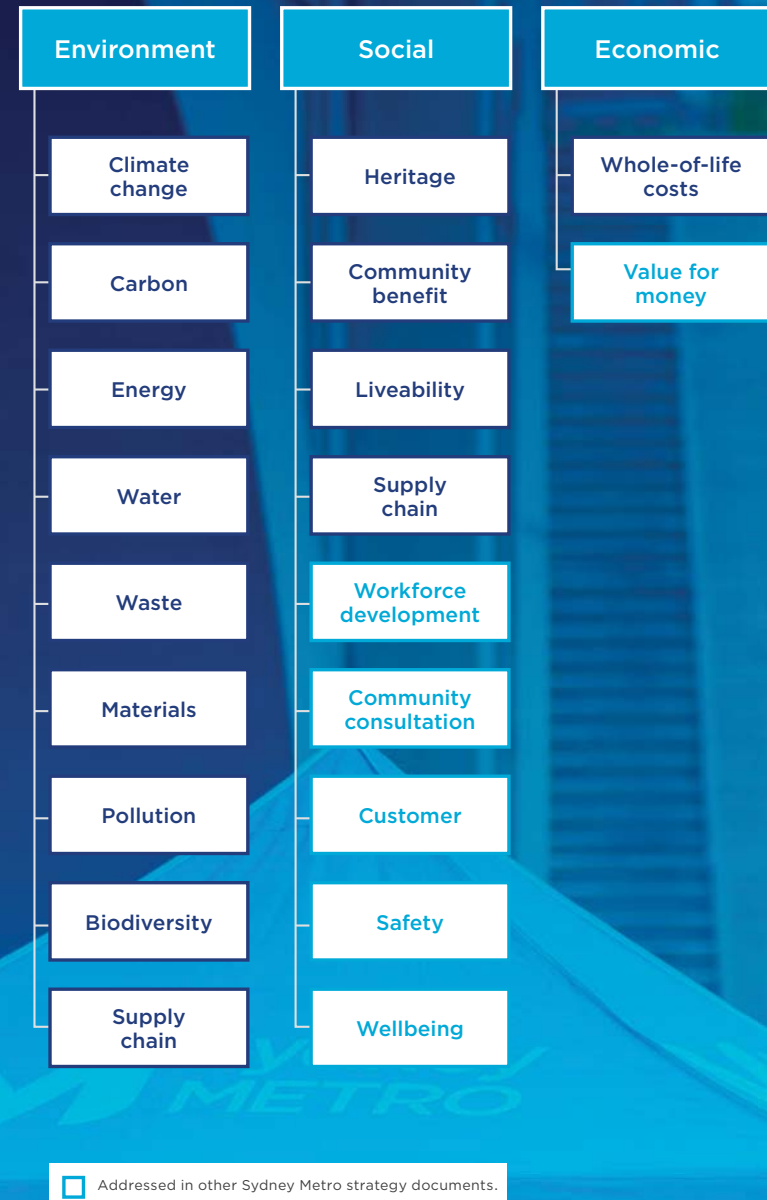 Environment
Climate
change
Carbon
Energy
Water
Waste
Materials
Pollution
Biodiversity
Supply
chain
Social
Heritage
Community
benefit
Liveability
Supply
chain
Workforce
development
Community
consultation
Customer
Safety
Wellbeing
Economic
Whole-of-life
costs
Value for
money
METRO
Addressed in other Sydney Metro strategy documents.